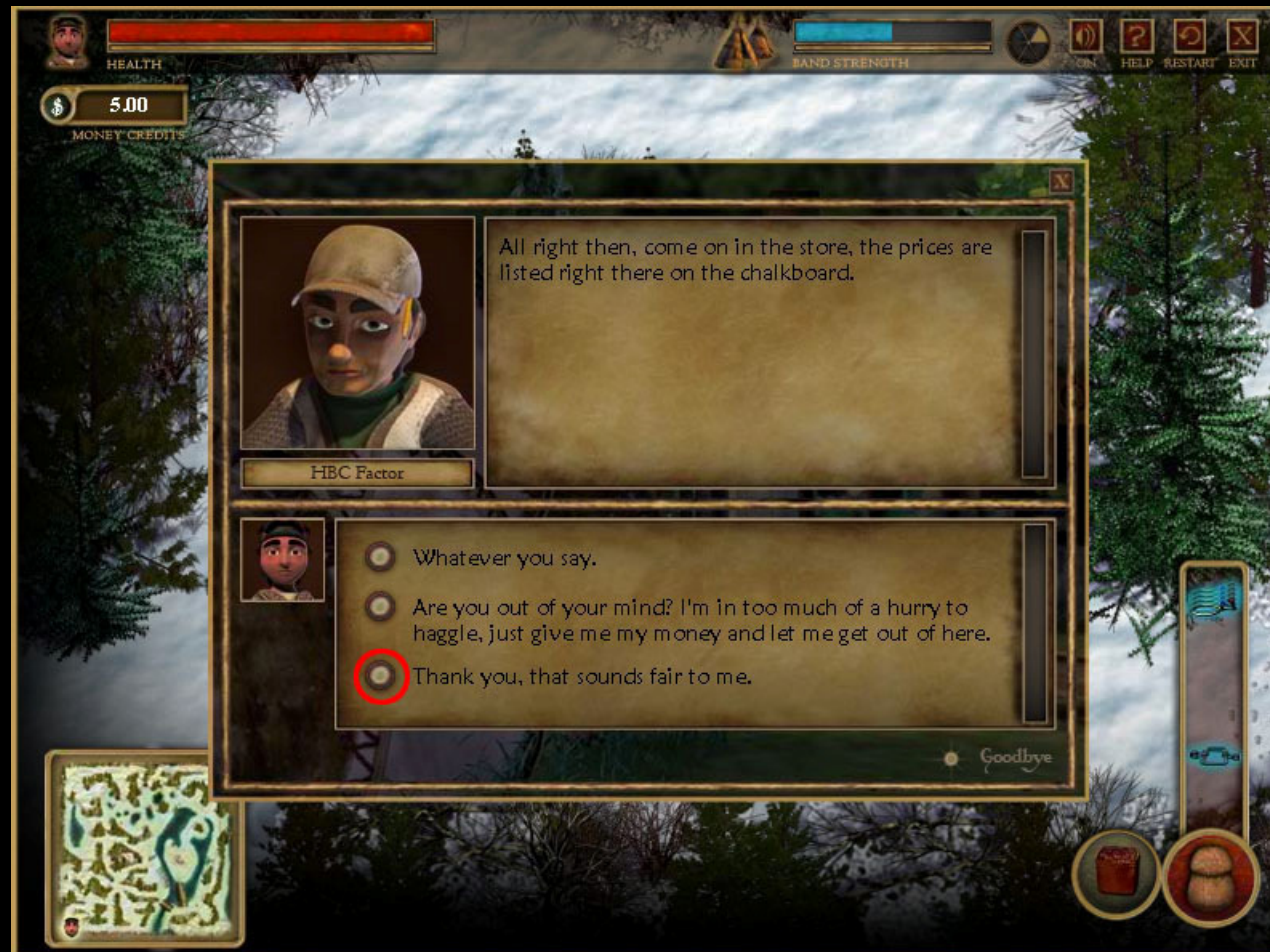 HEALTH
BAND STRENGTH
ON
HELP
RESTART
EXIT
X
$
5.00
MONEY CREDITS
X
All right then, come on in the store, the prices are
listed right there on the chalkboard.
HBC Factor
Whatever you say.
Are you out of your mind? I'm in too much of a hurry to
haggle, just give me my money and let me get out of here.
Thank you, that sounds fair to me.
Goodbye